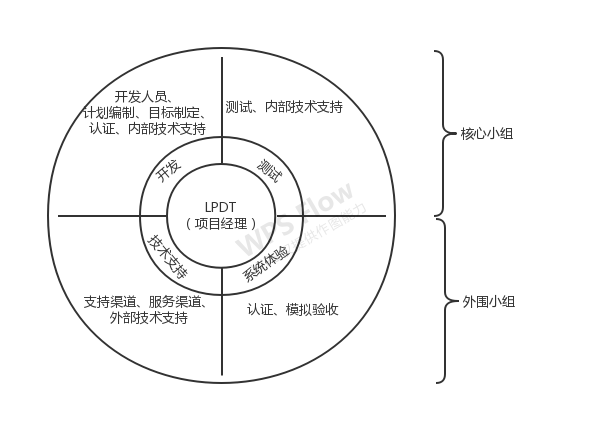 开发人员、
计划编制、目标制定、
认证、内部技术支持
测试、内部技术支持
开发
测试
LPDT
（项目经理）
技术支持
系统体验
支持渠道、服务渠道、
外部技术支持
认证、模拟验收
核心小组
外围小组
WPS Flow